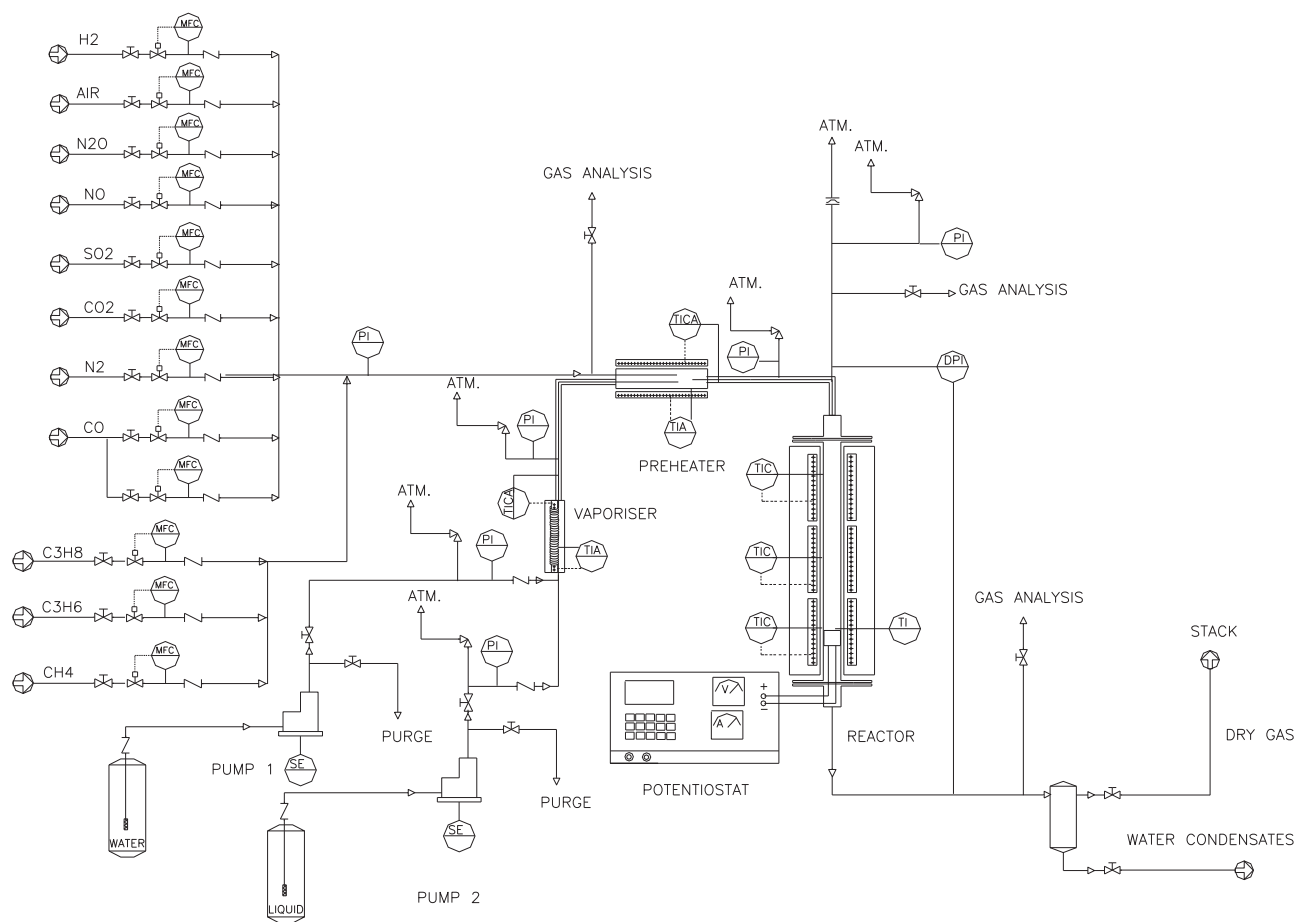 H2
MFC
AIR
MFC
N2O
MFC
NO
MFC
SO2
MFC
CO2
MFC
N2
MFC
CO
MFC
MFC
C3H8
MFC
C3H6
MFC
CH4
MFC
PI
GAS ANALYSIS
ATM.
ATM.
PI
GAS ANALYSIS
DPI
ATM.
TICA
PI
TIA
PREHEATER
ATM.
PI
TICA
VAPORISER
TIA
ATM.
PI
ATM.
PI
TIC
TIC
TIC
TI
REACTOR
V
A
+
−
POTENTIOSTAT
PURGE
PUMP 1
SE
WATER
PURGE
SE
LIQUID
PUMP 2
GAS ANALYSIS
STACK
DRY GAS
WATER CONDENSATES